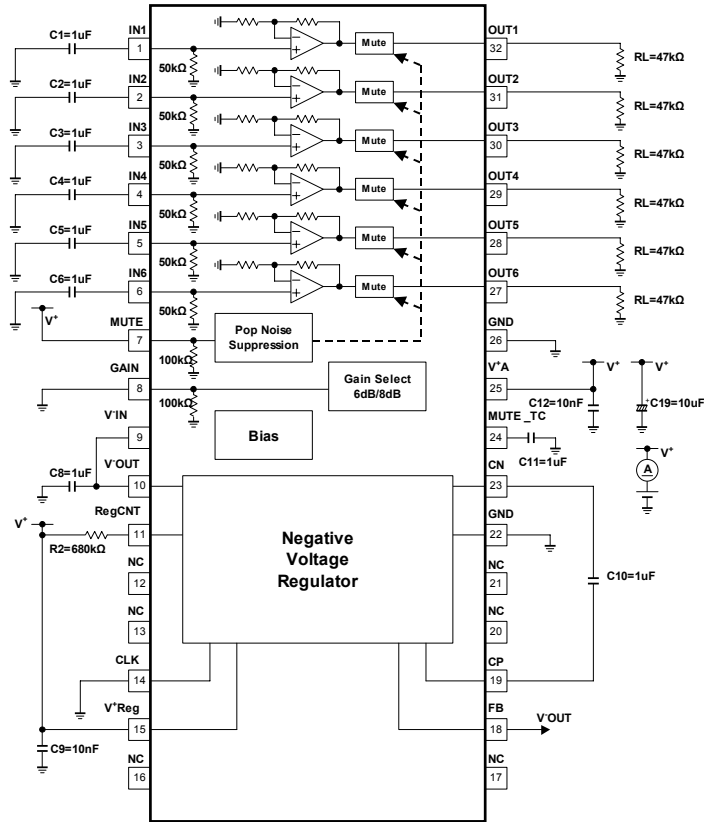 C1=1uF IN1 1 50kΩ Mute OUT1 32 RL=47kΩ
C2=1uF IN2 2 50kΩ Mute OUT2 31 RL=47kΩ
C3=1uF IN3 3 50kΩ Mute OUT3 30 RL=47kΩ
C4=1uF IN4 4 50kΩ Mute OUT4 29 RL=47kΩ
C5=1uF IN5 5 50kΩ Mute OUT5 28 RL=47kΩ
C6=1uF IN6 6 50kΩ Mute OUT6 27 RL=47kΩ
V+ MUTE 7 100kΩ
Pop Noise
Suppression
GND 26
GAIN 8 100kΩ
Gain Select
6dB/8dB
V+A 25 V+ V+
C12=10nF +C19=10uF
V-IN 9
Bias
MUTE_TC 24 C11=1uF
V+
A
C8=1uF V-OUT 10
CN 23
V+ RegCNT 11 R2=680kΩ
Negative
Voltage
Regulator
GND 22
NC 12
NC 21
C10=1uF
NC 13
NC 20
CLK 14
CP 19
V+Reg 15
FB 18 V-OUT
C9=10nF
NC 16
NC 17